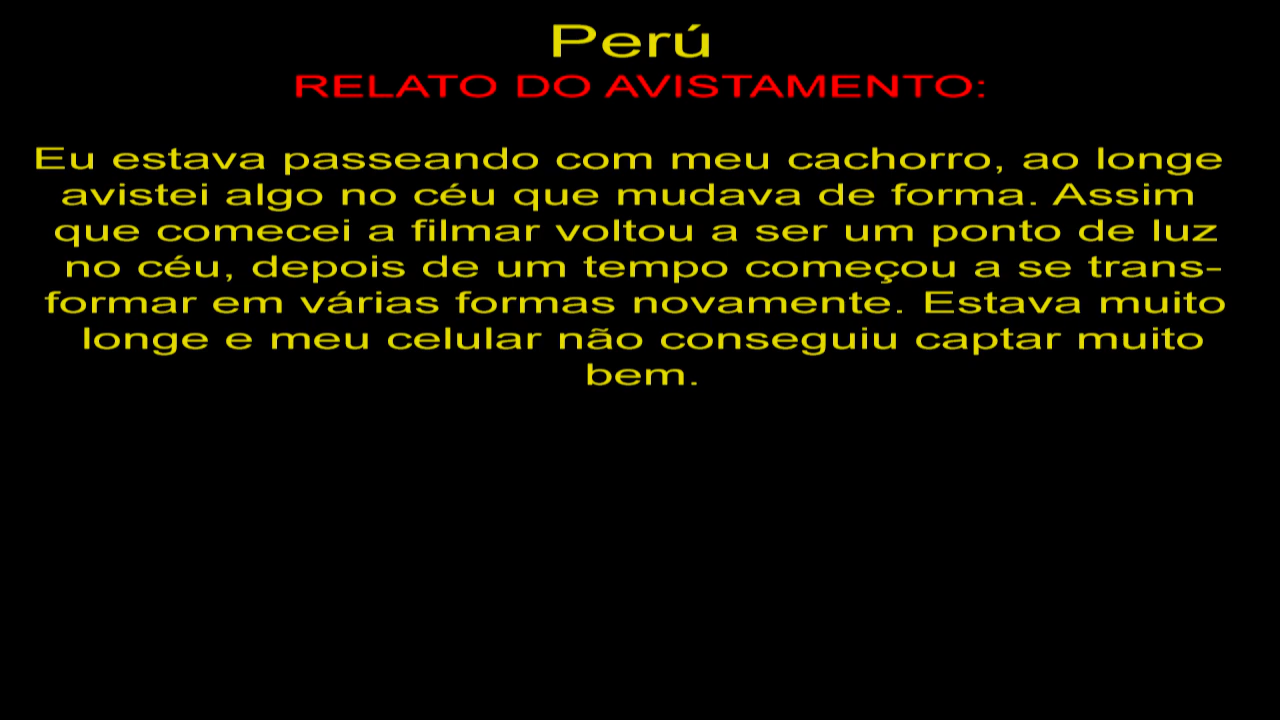 Perú
RELATO DO AVISTAMENTO:
Eu estava passeando com meu cachorro, ao longe
avistei algo no céu que mudava de forma. Assim
que comecei a filmar voltou a ser um ponto de luz
no céu, depois de um tempo começou a se trans-
formar em várias formas novamente. Estava muito
longe e meu celular não conseguiu captar muito
bem.